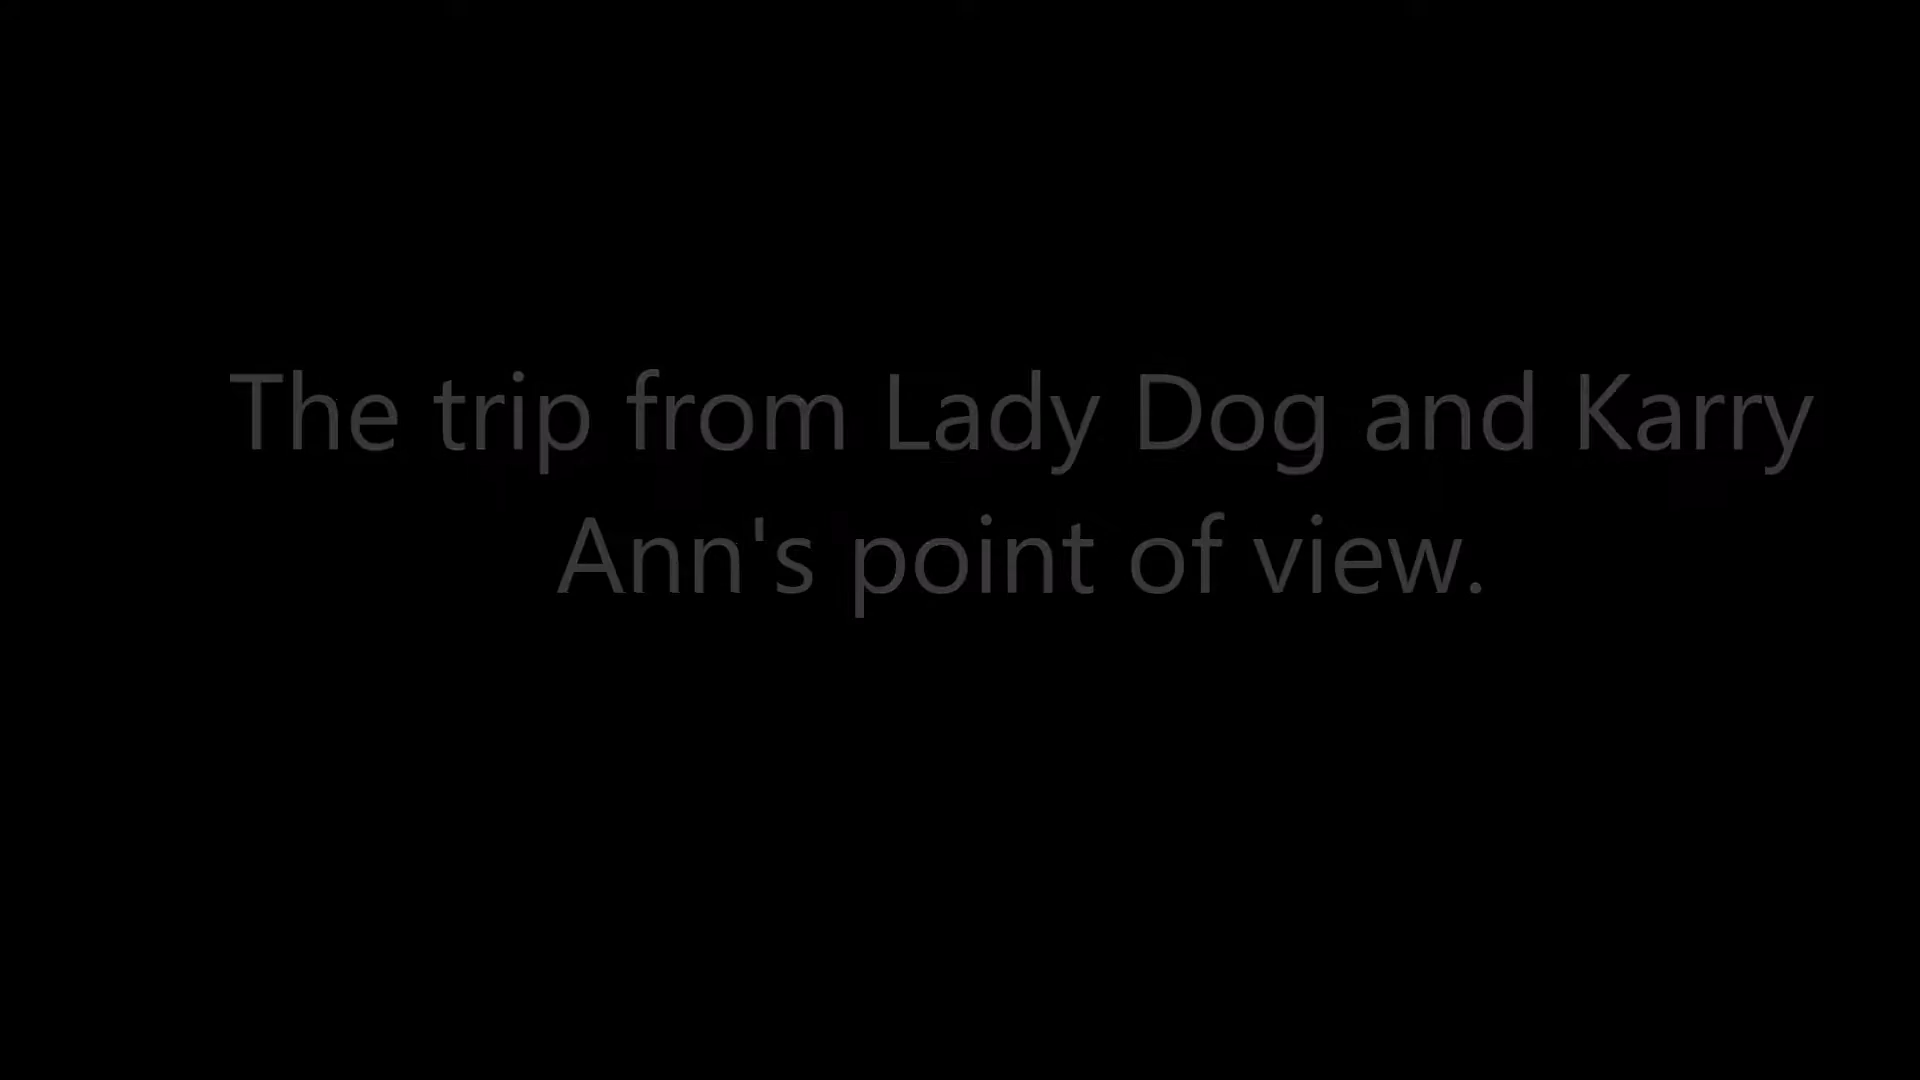 The trip from Lady Dog and Karry
Ann's point of view.